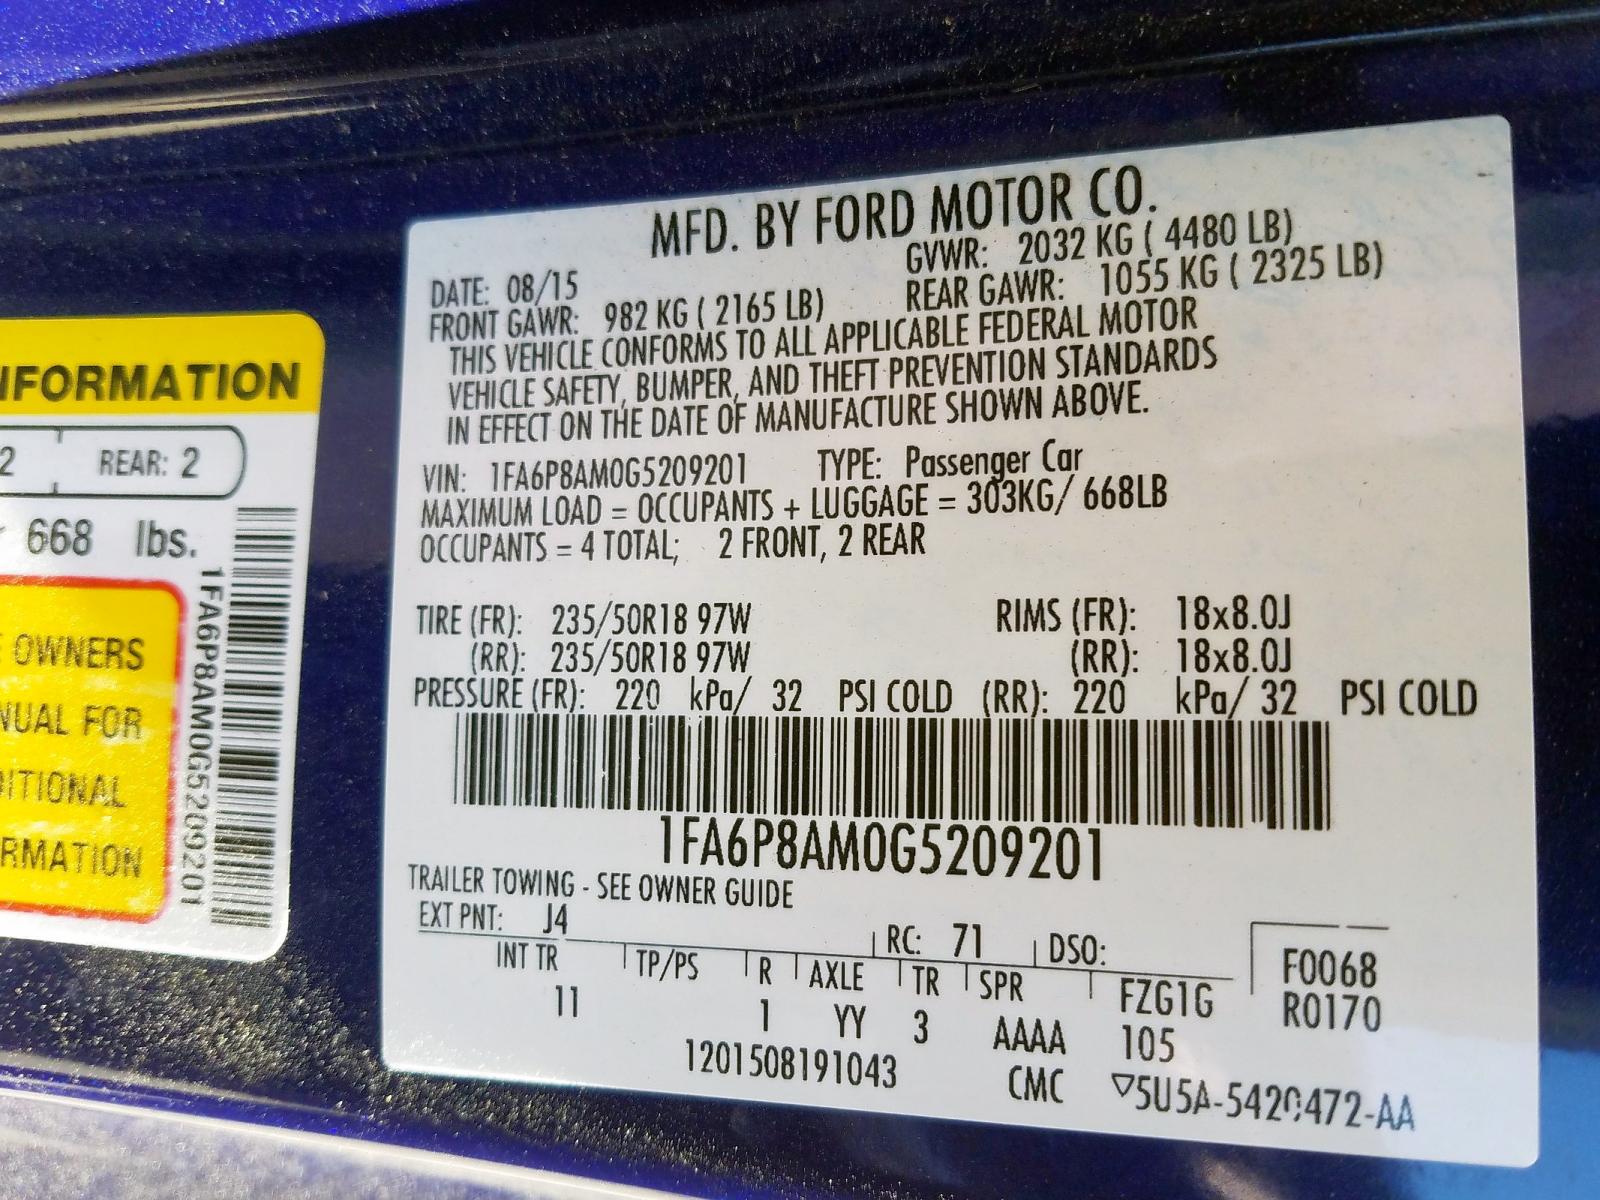 NFORMATION
2 REAR: 2
668 lbs.
OWNERS
NUAL FOR
DITIONAL
RMATION
1FA6P8AM0G5209201
MFD. BY FORD MOTOR CO.
DATE: 08/15 GVWR: 2032 KG ( 4480 LB)
FRONT GAWR: 982 KG ( 2165 LB) REAR GAWR: 1055 KG ( 2325 LB)
THIS VEHICLE CONFORMS TO ALL APPLICABLE FEDERAL MOTOR
VEHICLE SAFETY, BUMPER, AND THEFT PREVENTION STANDARDS
IN EFFECT ON THE DATE OF MANUFACTURE SHOWN ABOVE.
VIN: 1FA6P8AM0G5209201 TYPE: Passenger Car
MAXIMUM LOAD = OCCUPANTS + LUGGAGE = 303KG/ 668LB
OCCUPANTS = 4 TOTAL; 2 FRONT, 2 REAR
TIRE (FR): 235/50R18 97W RIMS (FR): 18x8.0J
(RR): 235/50R18 97W (RR): 18x8.0J
PRESSURE (FR): 220 kPa/ 32 PSI COLD (RR): 220 kPa/ 32 PSI COLD
1FA6P8AM0G5209201
TRAILER TOWING - SEE OWNER GUIDE
EXT PNT: J4 RC: 71 DSO: F0068
INT TR TP/PS R AXLE TR SPR FZG1G R0170
11 1 YY 3 AAAA 105
1201508191043 CMC ▽5U5A-5420472-AA